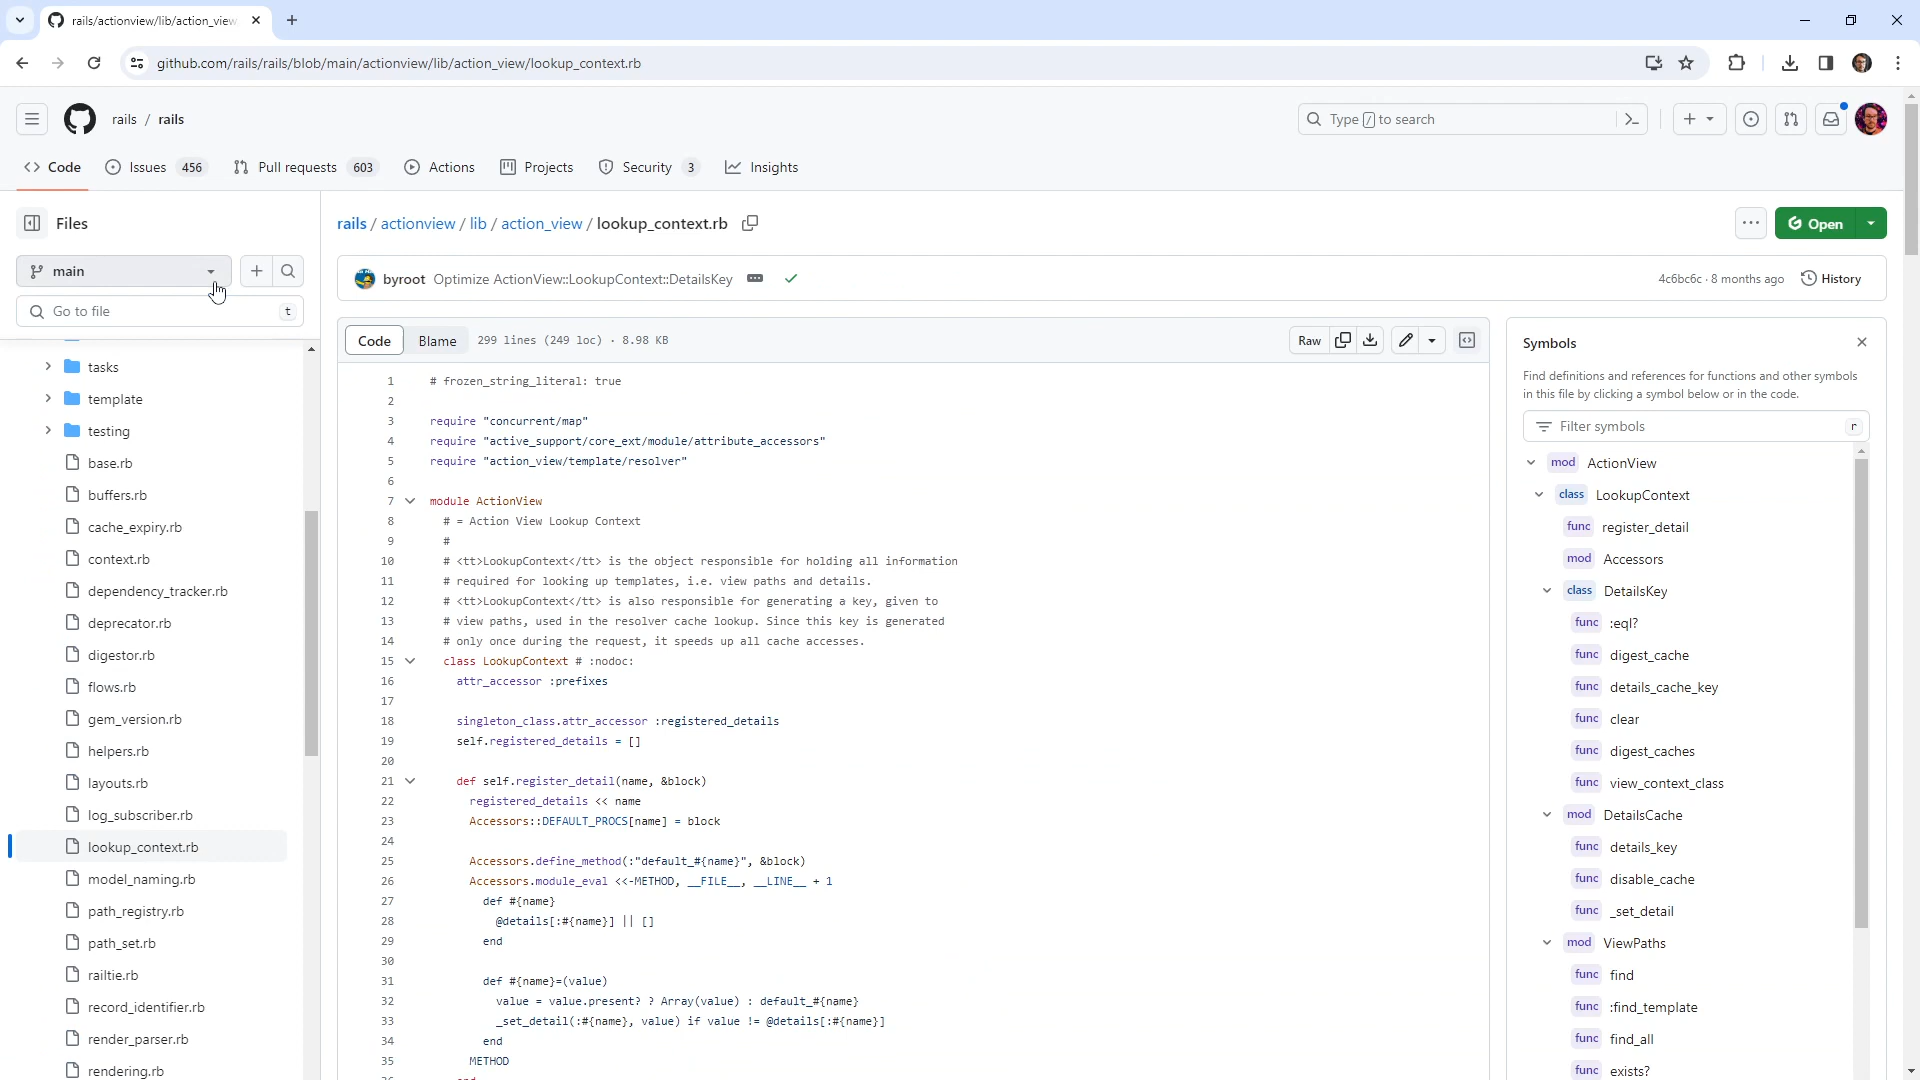 rails/actionview/lib/action_view
github.com/rails/rails/blob/main/actionview/lib/action_view/lookup_context.rb
rails / rails
Type / to search
Code
Issues 456
Pull requests 603
Actions
Projects
Security 3
Insights
Files
main
Go to file
t
tasks
template
testing
base.rb
buffers.rb
cache_expiry.rb
context.rb
dependency_tracker.rb
deprecator.rb
digestor.rb
flows.rb
gem_version.rb
helpers.rb
layouts.rb
log_subscriber.rb
lookup_context.rb
model_naming.rb
path_registry.rb
path_set.rb
railtie.rb
record_identifier.rb
render_parser.rb
rendering.rb
rails / actionview / lib / action_view / lookup_context.rb
Open
byroot Optimize ActionView::LookupContext::DetailsKey
4c6bc6c · 8 months ago
History
Code
Blame
299 lines (249 loc) · 8.98 KB
Raw
1 # frozen_string_literal: true
2
3 require "concurrent/map"
4 require "active_support/core_ext/module/attribute_accessors"
5 require "action_view/template/resolver"
6
7 module ActionView
8 # = Action View Lookup Context
9 #
10 # <tt>LookupContext</tt> is the object responsible for holding all information
11 # required for looking up templates, i.e. view paths and details.
12 # <tt>LookupContext</tt> is also responsible for generating a key, given to
13 # view paths, used in the resolver cache lookup. Since this key is generated
14 # only once during the request, it speeds up all cache accesses.
15 class LookupContext # :nodoc:
16 attr_accessor :prefixes
17
18 singleton_class.attr_accessor :registered_details
19 self.registered_details = []
20
21 def self.register_detail(name, &block)
22 registered_details << name
23 Accessors::DEFAULT_PROCS[name] = block
24
25 Accessors.define_method(:"default_#{name}", &block)
26 Accessors.module_eval <<-METHOD, __FILE__, __LINE__ + 1
27 def #{name}
28 @details[:#{name}] || []
29 end
30
31 def #{name}=(value)
32 value = value.present? ? Array(value) : default_#{name}
33 _set_detail(:#{name}, value) if value != @details[:#{name}]
34 end
35 METHOD
Symbols
Find definitions and references for functions and other symbols
in this file by clicking a symbol below or in the code.
Filter symbols
r
mod ActionView
class LookupContext
func register_detail
mod Accessors
class DetailsKey
func :eql?
func digest_cache
func details_cache_key
func clear
func digest_caches
func view_context_class
mod DetailsCache
func details_key
func disable_cache
func _set_detail
mod ViewPaths
func find
func :find_template
func find_all
func exists?